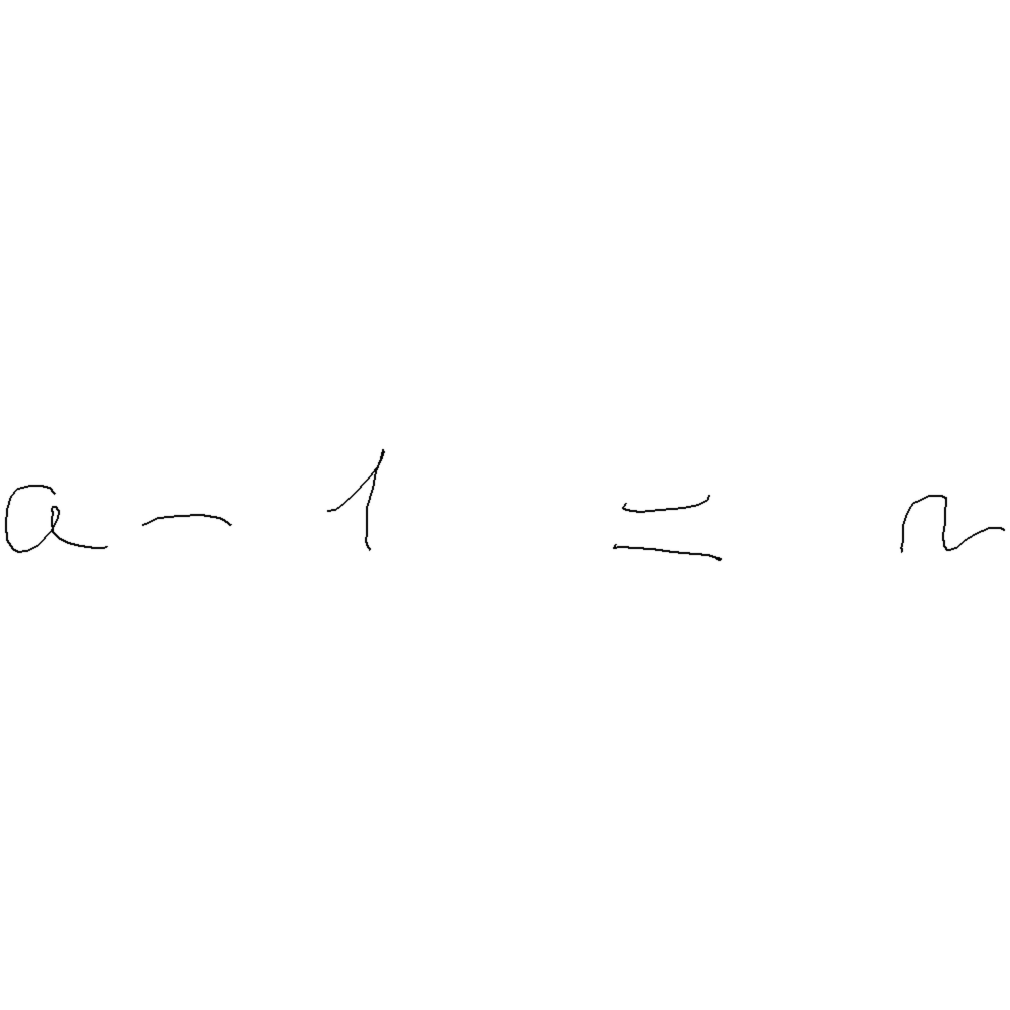 a - 1 = n